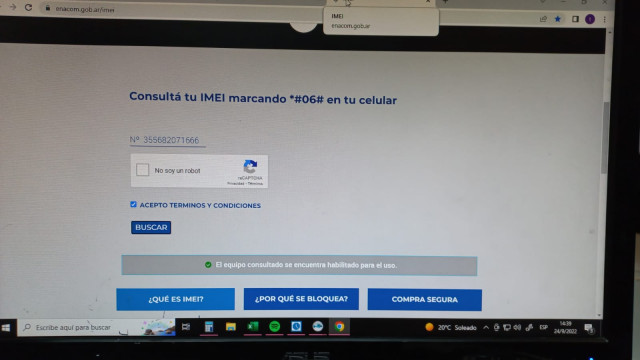 enacom.gob.ar/imei
IMEI
enacom.gob.ar
Consultá tu IMEI marcando *#06# en tu celular
Nº 355682071666
No soy un robot
reCAPTCHA
Privacidad - Términos
ACEPTO TERMINOS Y CONDICIONES
BUSCAR
El equipo consultado se encuentra habilitado para el uso.
¿QUÉ ES IMEI?
¿POR QUÉ SE BLOQUEA?
COMPRA SEGURA
Escribe aquí para buscar
20°C Soleado
ESP
14:39
24/8/2022
ASUS